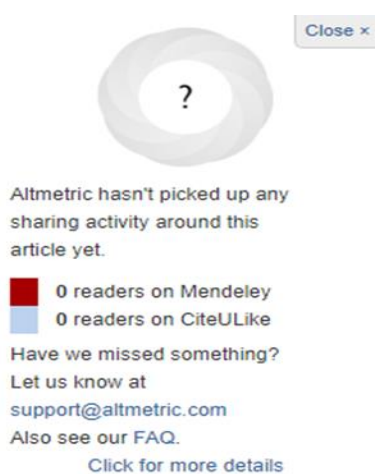 Close ×
?
Altmetric hasn't picked up any
sharing activity around this
article yet.
0 readers on Mendeley
0 readers on CiteULike
Have we missed something?
Let us know at
support@altmetric.com
Also see our FAQ.
Click for more details